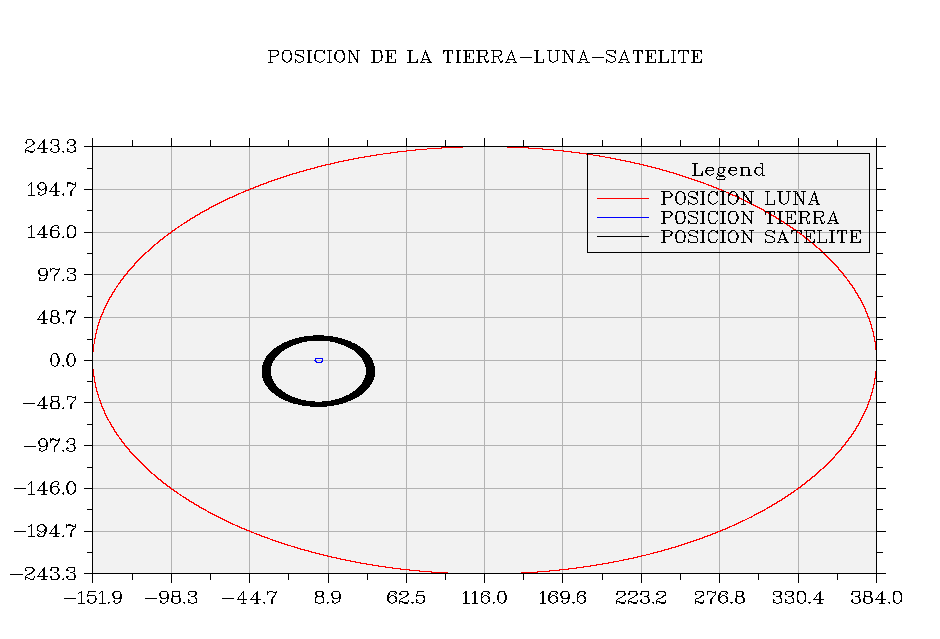 POSICION DE LA TIERRA-LUNA-SATELITE
243.3
194.7
146.0
97.3
48.7
0.0
-48.7
-97.3
-146.0
-194.7
-243.3
Legend
POSICION LUNA
POSICION TIERRA
POSICION SATELITE
-151.9 -98.3 -44.7 8.9 62.5 116.0 169.6 223.2 276.8 330.4 384.0